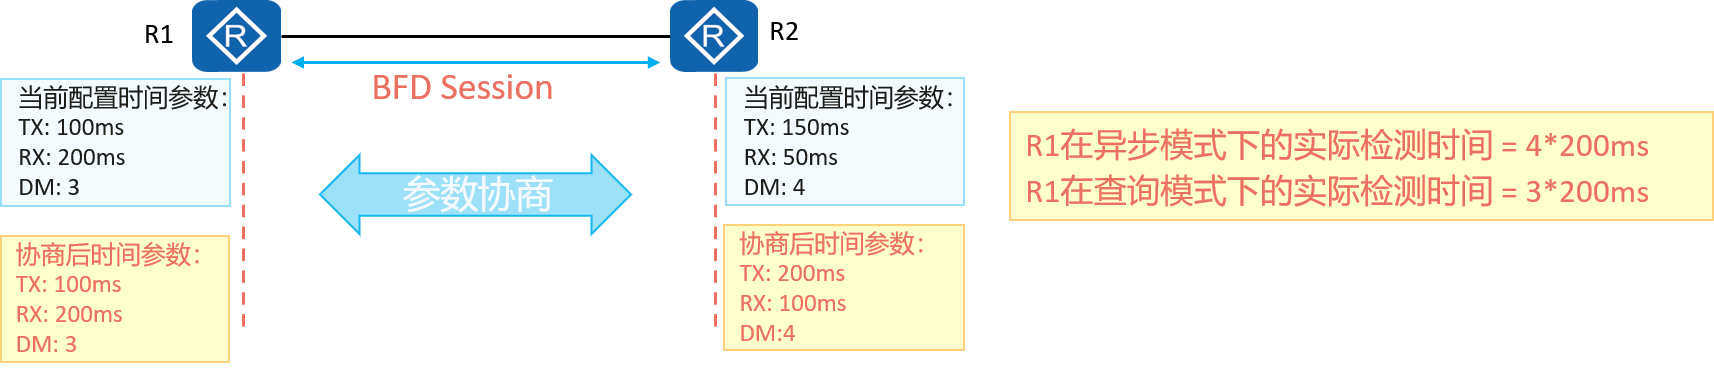 R1
R
R
R2
BFD Session
当前配置时间参数：
TX: 100ms
RX: 200ms
DM: 3
参数协商
当前配置时间参数：
TX: 150ms
RX: 50ms
DM: 4
协商后时间参数：
TX: 100ms
RX: 200ms
DM: 3
协商后时间参数：
TX: 200ms
RX: 100ms
DM:4
R1在异步模式下的实际检测时间 = 4*200ms
R1在查询模式下的实际检测时间 = 3*200ms